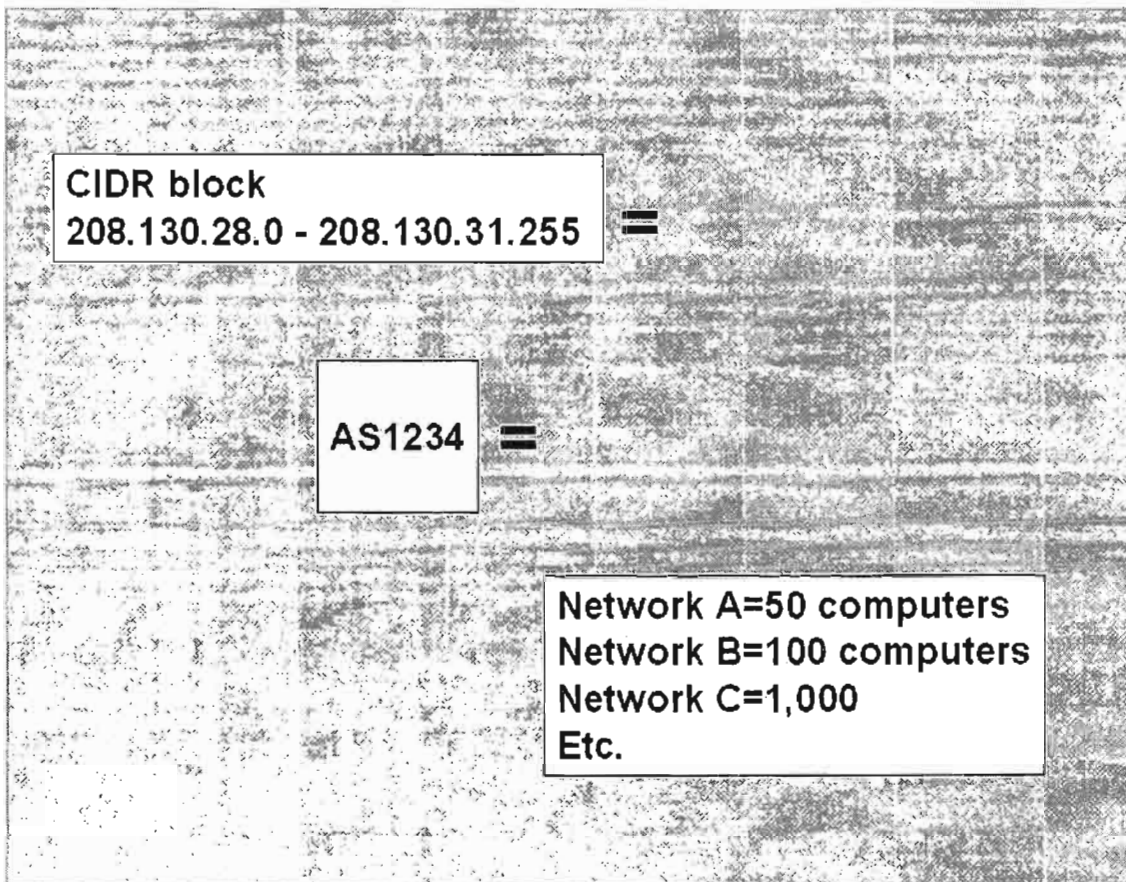 CIDR block
208.130.28.0 - 208.130.31.255 =
AS1234 =
Network A=50 computers
Network B=100 computers
Network C=1,000
Etc.